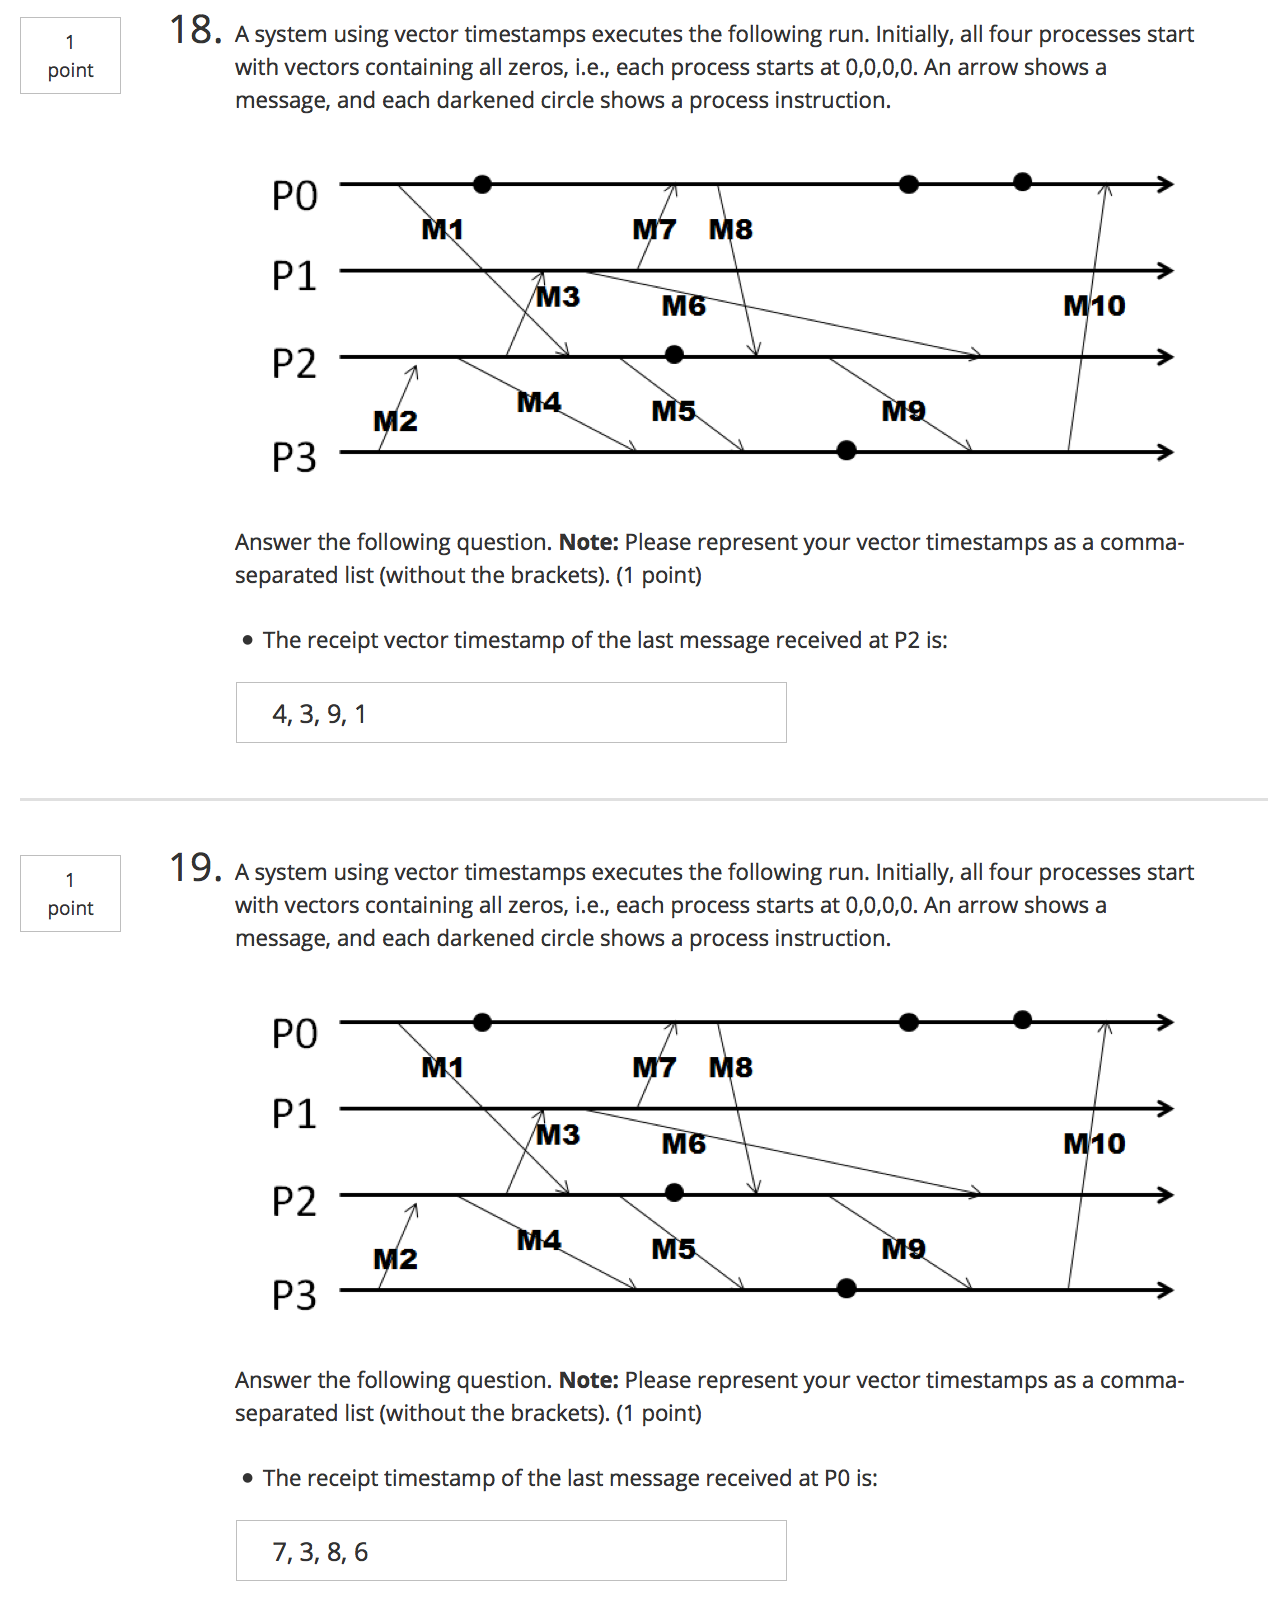 1
point
18.
A system using vector timestamps executes the following run. Initially, all four processes start
with vectors containing all zeros, i.e., each process starts at 0,0,0,0. An arrow shows a
message, and each darkened circle shows a process instruction.
P0
M1
M7
M8
P1
M3
M6
M10
P2
M2
M4
M5
M9
P3
Answer the following question. Note: Please represent your vector timestamps as a comma-
separated list (without the brackets). (1 point)
• The receipt vector timestamp of the last message received at P2 is:
4, 3, 9, 1
1
point
19.
A system using vector timestamps executes the following run. Initially, all four processes start
with vectors containing all zeros, i.e., each process starts at 0,0,0,0. An arrow shows a
message, and each darkened circle shows a process instruction.
P0
M1
M7
M8
P1
M3
M6
M10
P2
M2
M4
M5
M9
P3
Answer the following question. Note: Please represent your vector timestamps as a comma-
separated list (without the brackets). (1 point)
• The receipt timestamp of the last message received at P0 is:
7, 3, 8, 6